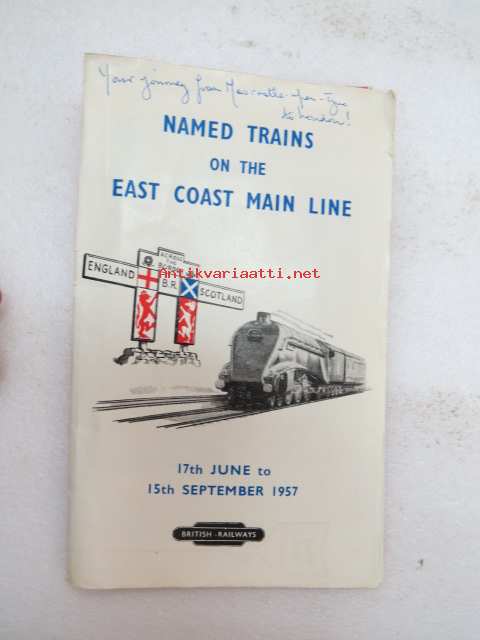 Your journey from Newcastle-upon-Tyne
to London!
NAMED TRAINS
ON THE
EAST COAST MAIN LINE
ACROSS
THE
BORDER
ENGLAND
B.R.
SCOTLAND
Antikvariaatti.net
17th JUNE to
15th SEPTEMBER 1957
BRITISH RAILWAYS